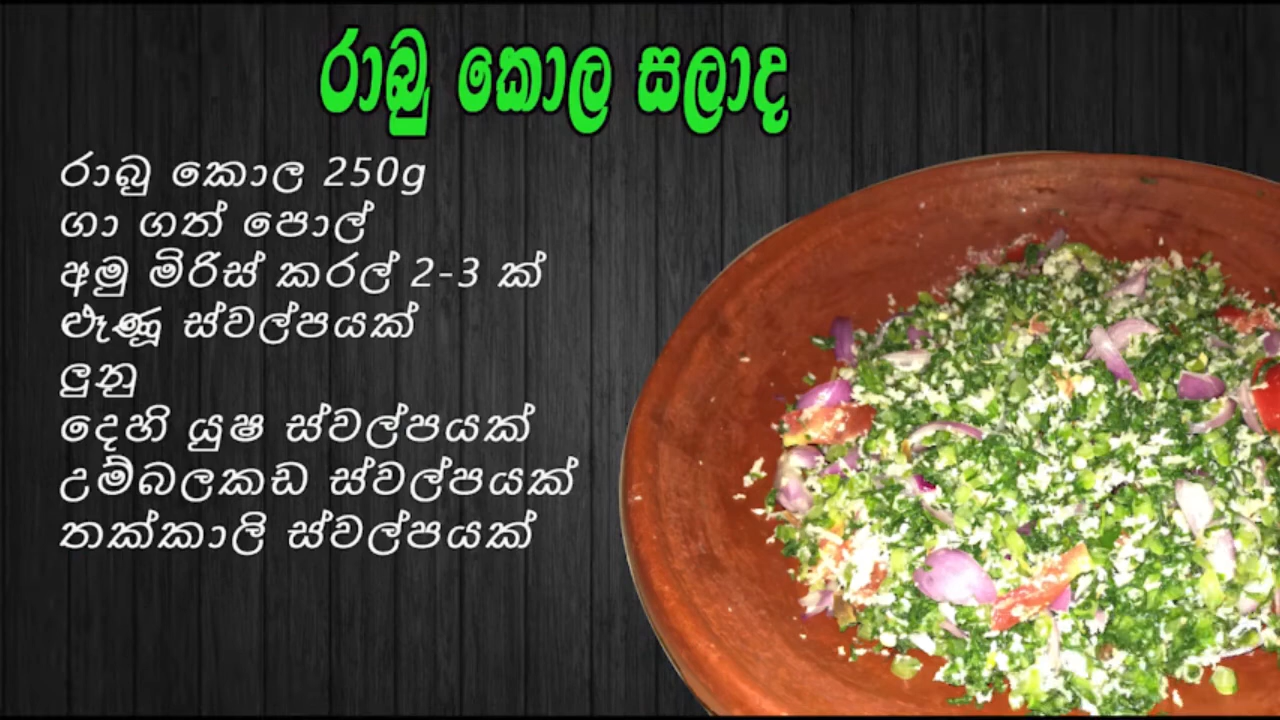 රාබු කොල සලාද
රාබු කොල 250g
ගා ගත් පොල්
අමු මිරිස් කරල් 2-3 ක්
ළූණු ස්වල්පයක්
ලුනු
දෙහි යුෂ ස්වල්පයක්
උම්බලකඩ ස්වල්පයක්
තක්කාලි ස්වල්පයක්